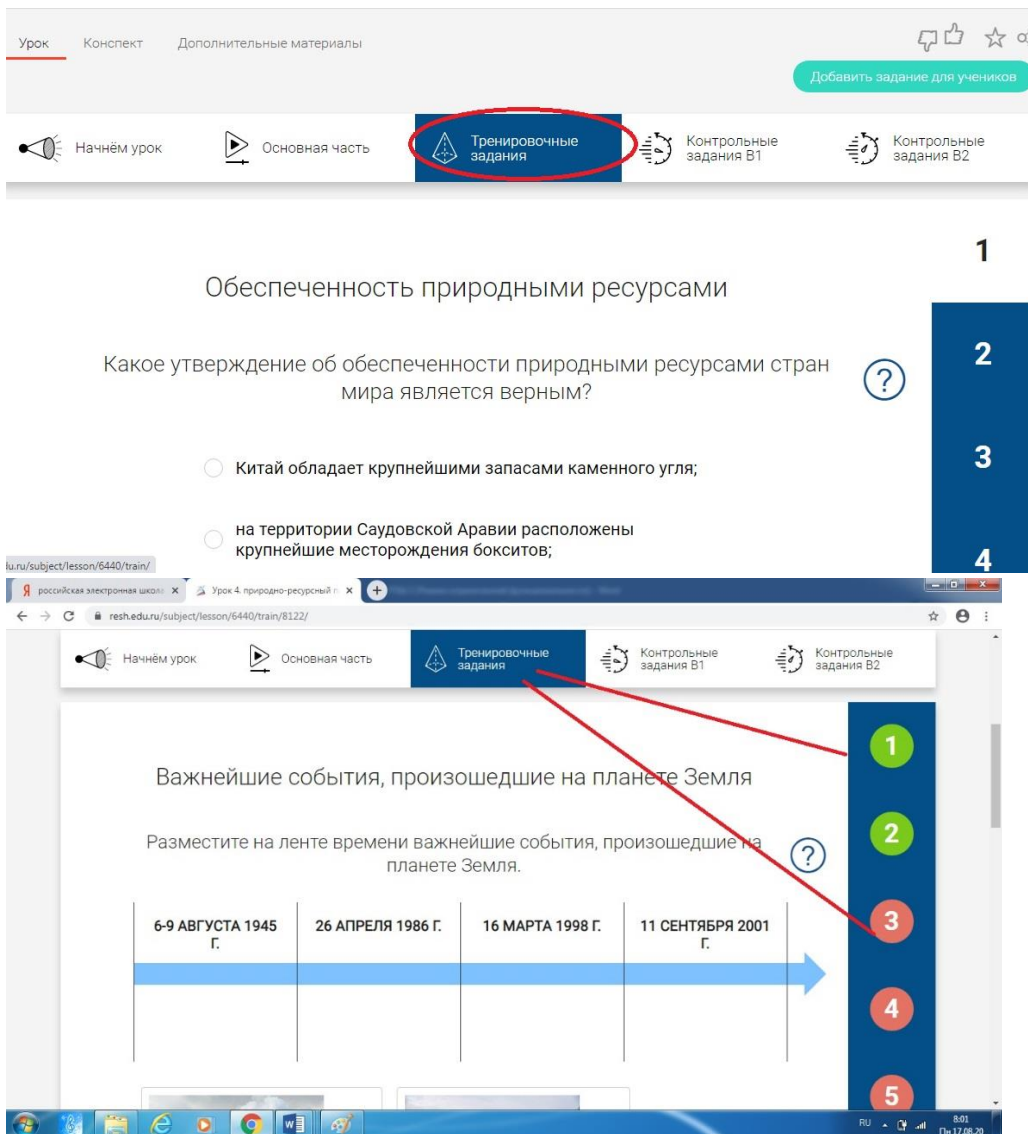 Урок Конспект Дополнительные материалы
Добавить задание для учеников
Начнём урок Основная часть Тренировочные задания Контрольные задания В1 Контрольные задания В2
1
Обеспеченность природными ресурсами
2
Какое утверждение об обеспеченности природными ресурсами стран
мира является верным?
?
3
Китай обладает крупнейшими запасами каменного угля;
на территории Саудовской Аравии расположены
крупнейшие месторождения бокситов;
4
du.ru/subject/lesson/6440/train/
российская электронная школа Урок 4. природно-ресурсный п
resh.edu.ru/subject/lesson/6440/train/8122/
Начнём урок Основная часть Тренировочные задания Контрольные задания В1 Контрольные задания В2
1
Важнейшие события, произошедшие на планете Земля
2
Разместите на ленте времени важнейшие события, произошедшие на
планете Земля.
?
3
6-9 АВГУСТА 1945 Г. 26 АПРЕЛЯ 1986 Г. 16 МАРТА 1998 Г. 11 СЕНТЯБРЯ 2001 Г.
4
5
RU 8:01
Пн 17.08.20